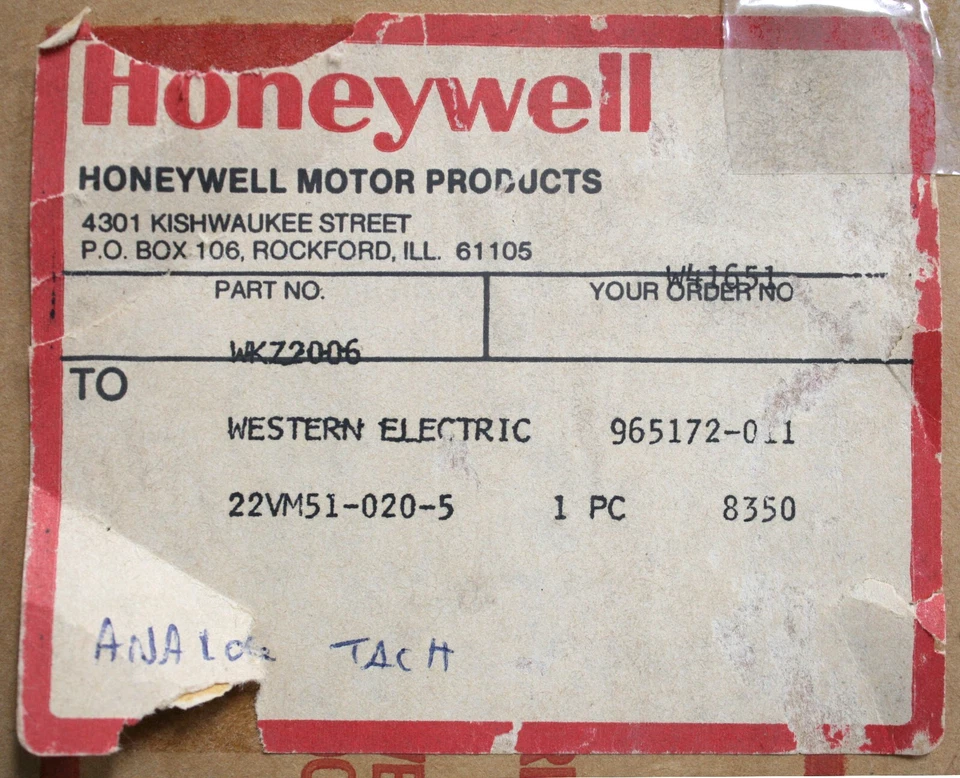 Honeywell
HONEYWELL MOTOR PRODUCTS
4301 KISHWAUKEE STREET
P.O. BOX 106, ROCKFORD, ILL. 61105
W41651
PART NO. YOUR ORDER NO
WKZ2006
TO
WESTERN ELECTRIC 965172-011
22VM51-020-5 1 PC 8350
ANALOG TACH